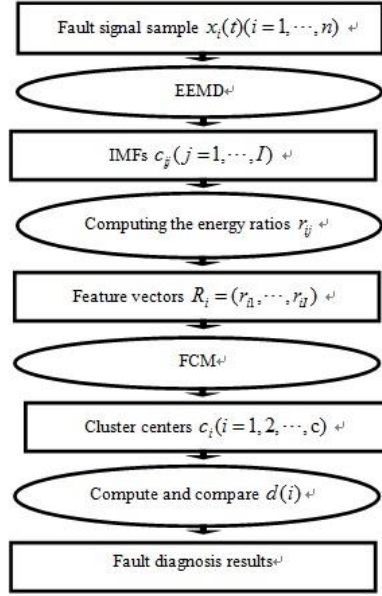 Fault signal sample x_i(t)(i = 1, ⋯, n) ↵
EEMD↵
IMFs c_ij(j = 1, ⋯, I) ↵
Computing the energy ratios r_ij ↵
Feature vectors R_i = (r_i1, ⋯, r_iI) ↵
FCM↵
Cluster centers c_i(i = 1, 2, ⋯, c) ↵
Compute and compare d(i) ↵
Fault diagnosis results↵